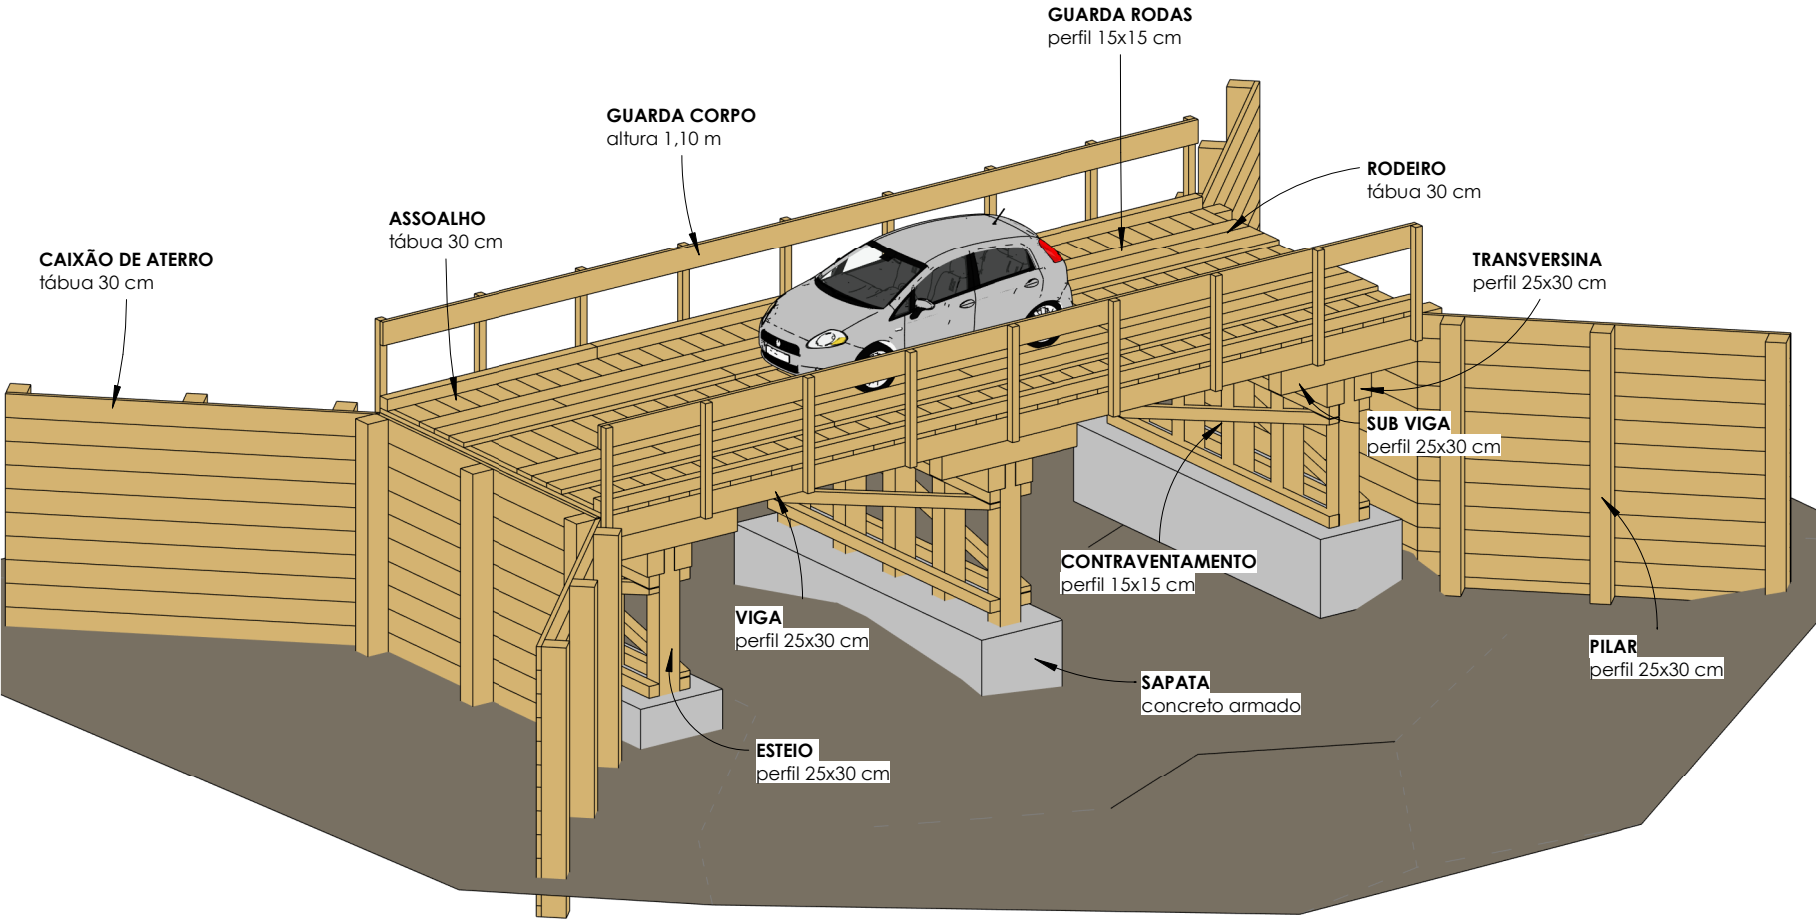 GUARDA RODAS
perfil 15x15 cm
GUARDA CORPO
altura 1,10 m
RODEIRO
tábua 30 cm
ASSOALHO
tábua 30 cm
CAIXÃO DE ATERRO
tábua 30 cm
TRANSVERSINA
perfil 25x30 cm
SUB VIGA
perfil 25x30 cm
CONTRAVENTAMENTO
perfil 15x15 cm
VIGA
perfil 25x30 cm
PILAR
perfil 25x30 cm
SAPATA
concreto armado
ESTEIO
perfil 25x30 cm